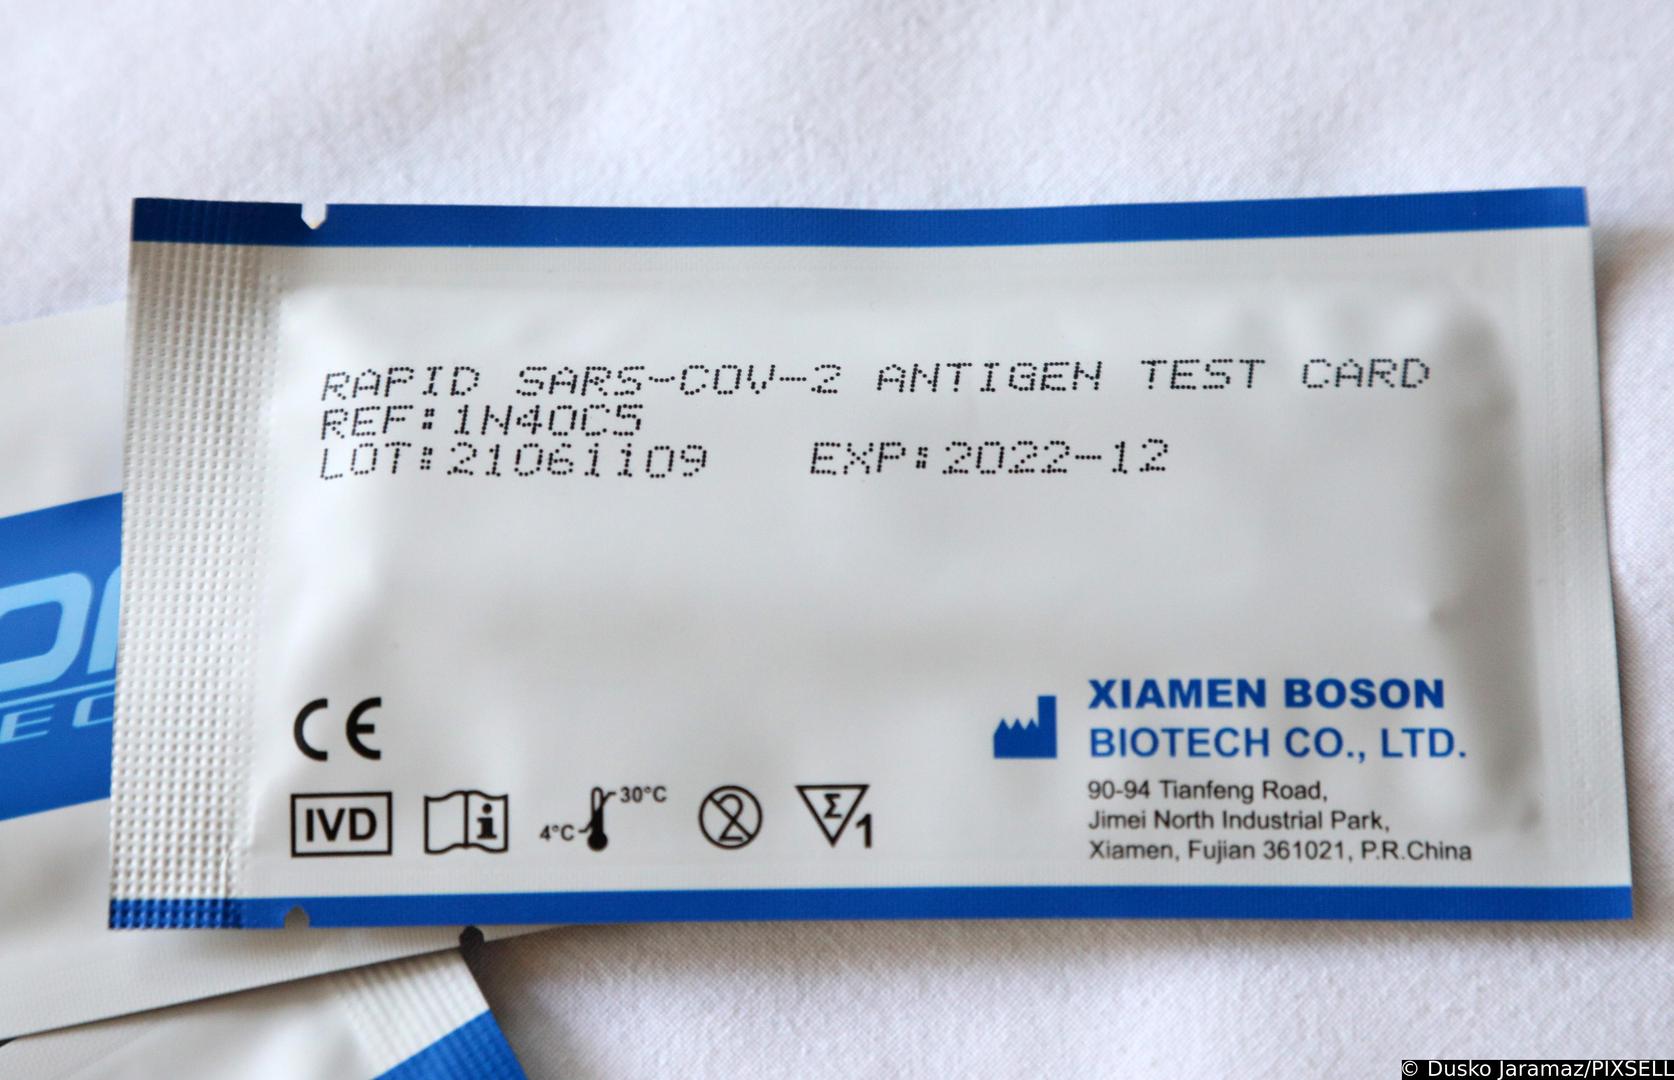 RAPID SARS-COV-2 ANTIGEN TEST CARD
REF:1N40C5
LOT:21061109 EXP:2022-12
CE
IVD
i
4°C 30°C
2
Σ 1
XIAMEN BOSON
BIOTECH CO., LTD.
90-94 Tianfeng Road,
Jimei North Industrial Park,
Xiamen, Fujian 361021, P.R.China
© Dusko Jaramaz/PIXSELL